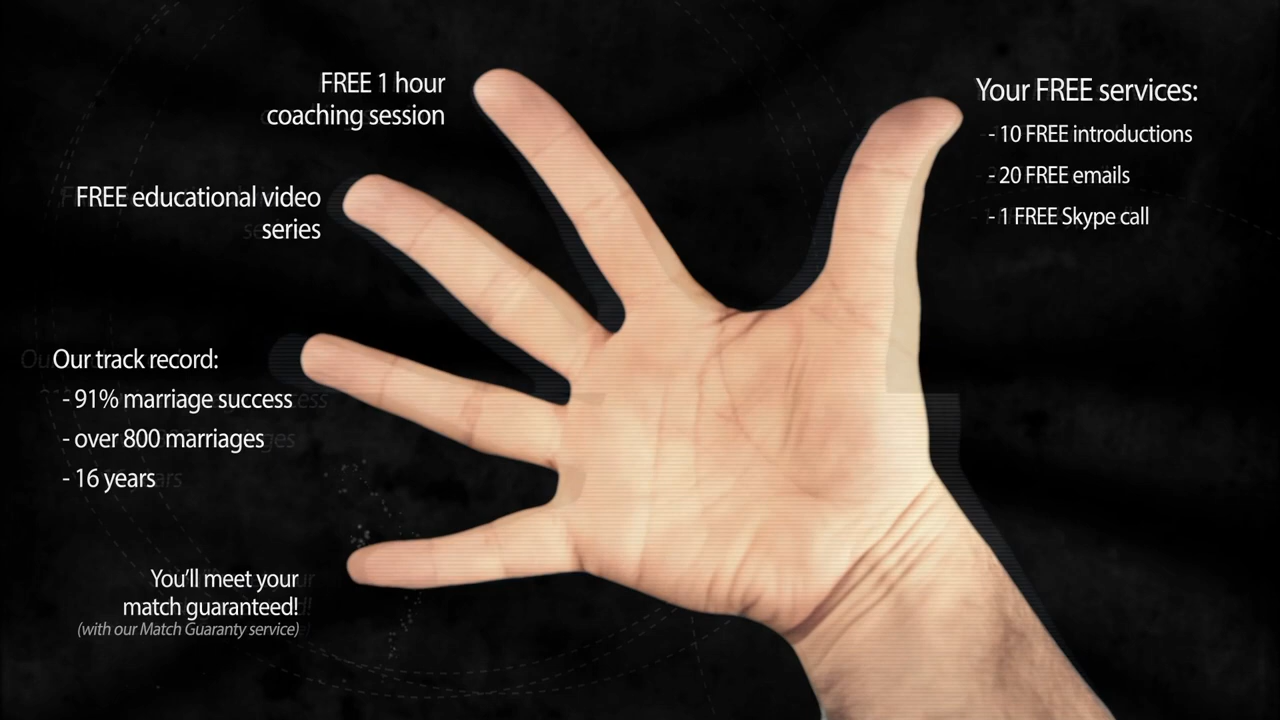 FREE 1 hour
coaching session
FREE educational video
series
Our track record:
- 91% marriage success
- over 800 marriages
- 16 years
You'll meet your
match guaranteed!
(with our Match Guaranty service)
Your FREE services:
- 10 FREE introductions
- 20 FREE emails
- 1 FREE Skype call